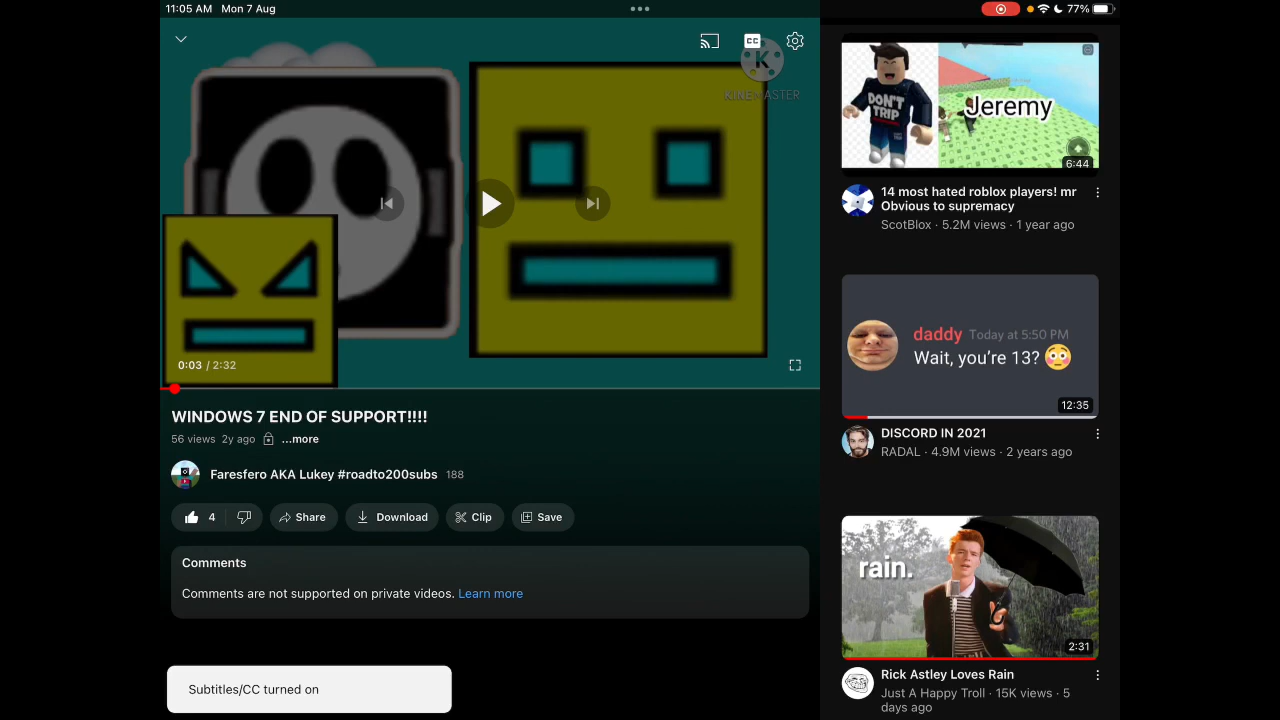 11:05 AM Mon 7 Aug
77%
CC
K
KINEMASTER
0:03 / 2:32
WINDOWS 7 END OF SUPPORT!!!!
56 views 2y ago ...more
Faresfero AKA Lukey #roadto200subs 188
4 Share Download Clip Save
Comments
Comments are not supported on private videos. Learn more
Subtitles/CC turned on
DON'T
TRIP
Jeremy
6:44
14 most hated roblox players! mr
Obvious to supremacy
ScotBlox · 5.2M views · 1 year ago
daddy Today at 5:50 PM
Wait, you're 13? 😳
12:35
DISCORD IN 2021
RADAL · 4.9M views · 2 years ago
rain.
2:31
Rick Astley Loves Rain
Just A Happy Troll · 15K views · 5
days ago